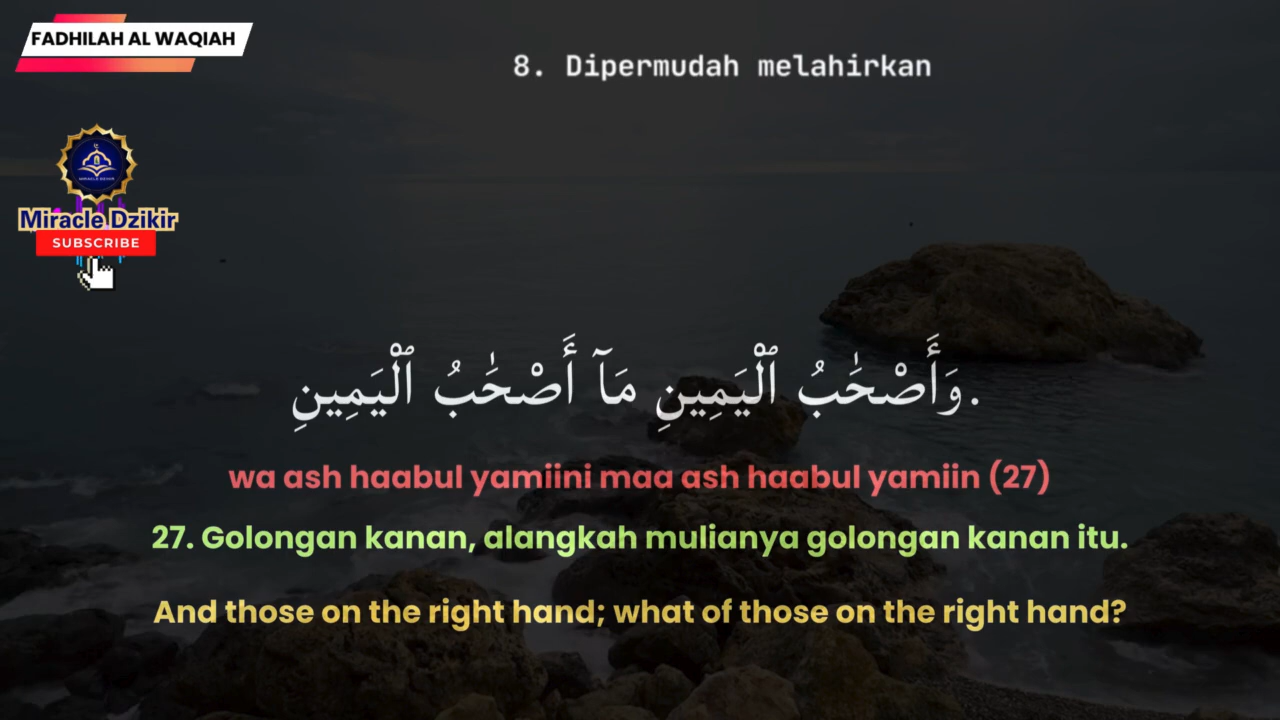 FADHILAH AL WAQIAH
8. Dipermudah melahirkan
Miracle Dzikir
SUBSCRIBE
وَأَصْحَٰبُ ٱلْيَمِينِ مَآ أَصْحَٰبُ ٱلْيَمِينِ.
wa ash haabul yamiini maa ash haabul yamiin (27)
27. Golongan kanan, alangkah mulianya golongan kanan itu.
And those on the right hand; what of those on the right hand?